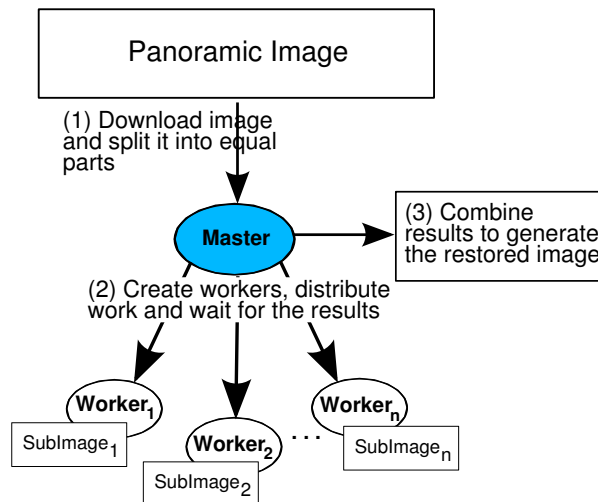 Panoramic Image
(1) Download image
and split it into equal
parts
Master
(3) Combine
results to generate
the restored image
(2) Create workers, distribute
work and wait for the results
Worker1
SubImage1
Worker2
SubImage2
. . .
Workern
SubImagen